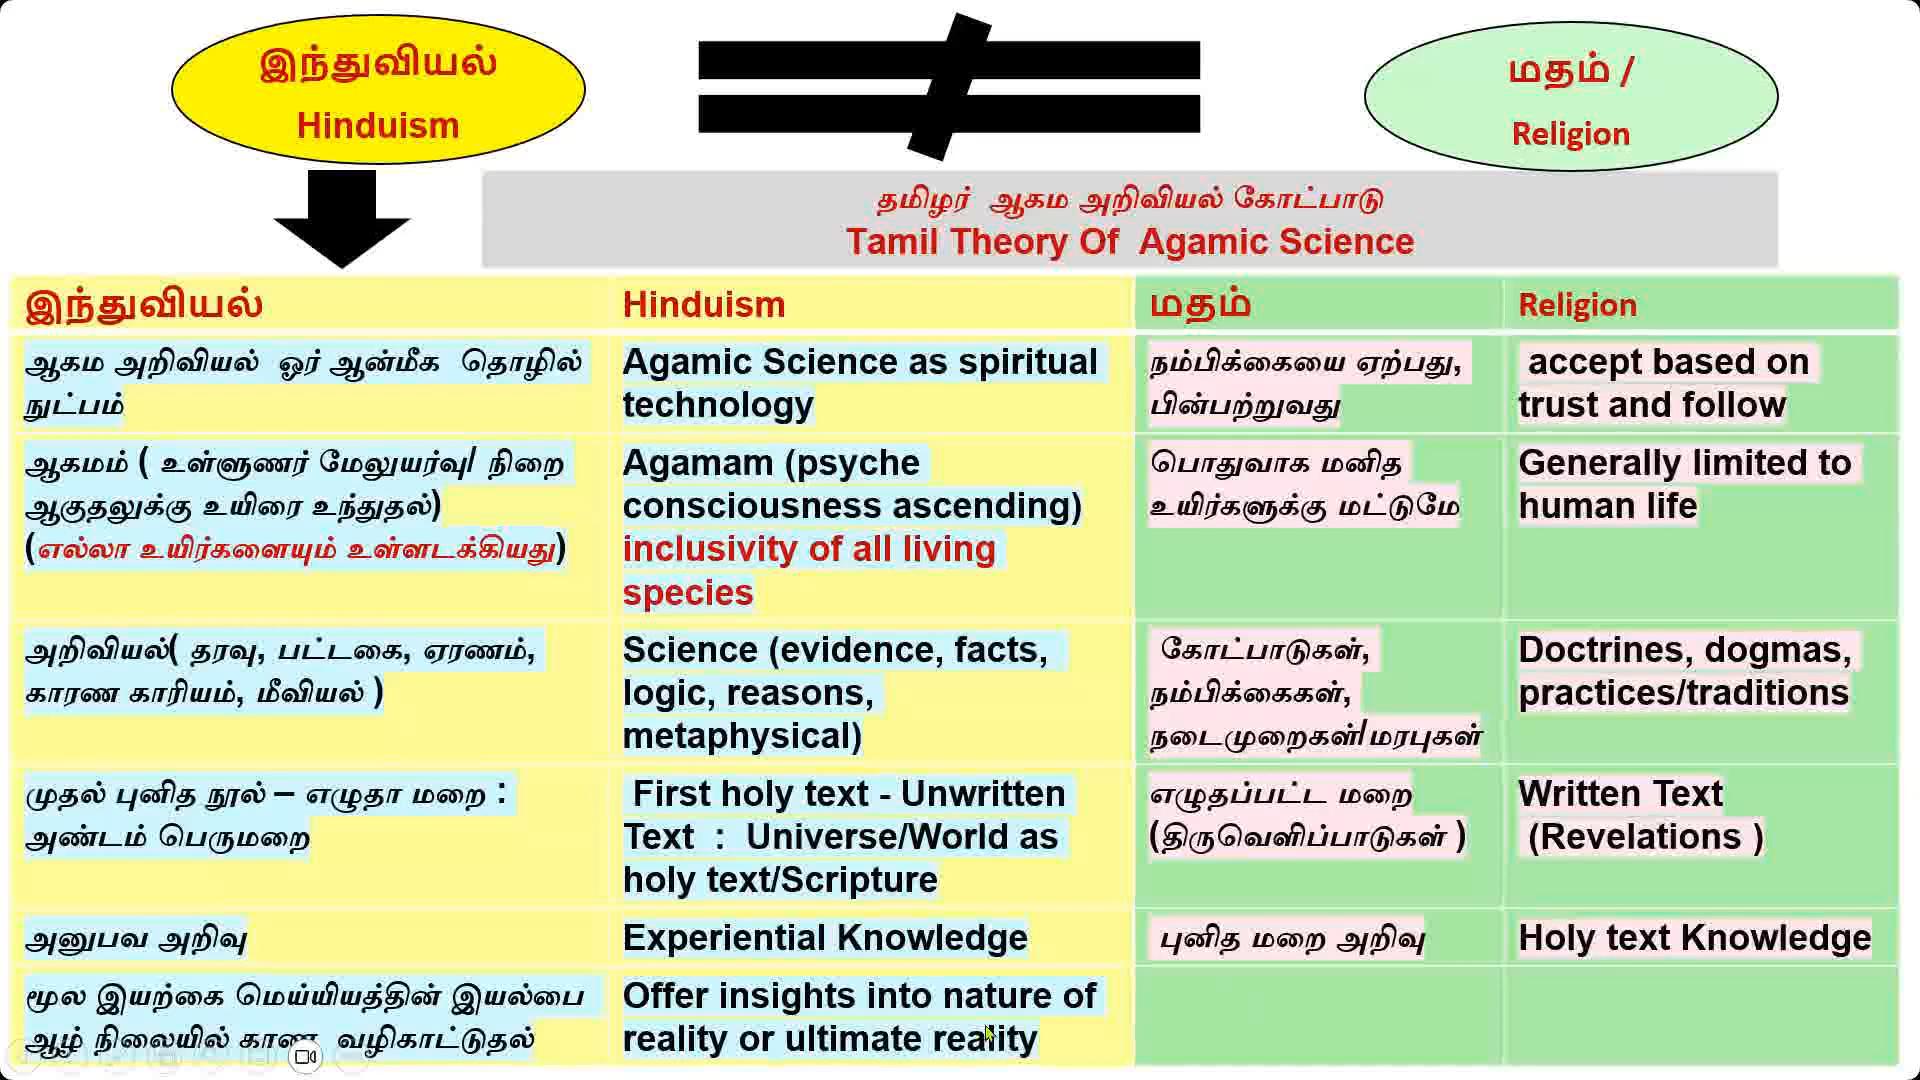 இந்துவியல்
Hinduism
மதம் /
Religion
தமிழர் ஆகம அறிவியல் கோட்பாடு
Tamil Theory Of Agamic Science
இந்துவியல்
Hinduism
மதம்
Religion
ஆகம அறிவியல் ஓர் ஆன்மீக தொழில்
நுட்பம்
Agamic Science as spiritual
technology
நம்பிக்கையை ஏற்பது,
பின்பற்றுவது
accept based on
trust and follow
ஆகமம் ( உள்ளுணர் மேலுயர்வு/ நிறை
ஆகுதலுக்கு உயிரை உந்துதல்)
(எல்லா உயிர்களையும் உள்ளடக்கியது)
Agamam (psyche
consciousness ascending)
inclusivity of all living
species
பொதுவாக மனித
உயிர்களுக்கு மட்டுமே
Generally limited to
human life
அறிவியல்( தரவு, பட்டகை, ஏரணம்,
காரண காரியம், மீவியல் )
Science (evidence, facts,
logic, reasons,
metaphysical)
கோட்பாடுகள்,
நம்பிக்கைகள்,
நடைமுறைகள்/மரபுகள்
Doctrines, dogmas,
practices/traditions
முதல் புனித நூல் – எழுதா மறை :
அண்டம் பெருமறை
First holy text - Unwritten
Text : Universe/World as
holy text/Scripture
எழுதப்பட்ட மறை
(திருவெளிப்பாடுகள் )
Written Text
(Revelations )
அனுபவ அறிவு
Experiential Knowledge
புனித மறை அறிவு
Holy text Knowledge
மூல இயற்கை மெய்யியத்தின் இயல்பை
ஆழ் நிலையில் காண வழிகாட்டுதல்
Offer insights into nature of
reality or ultimate reality